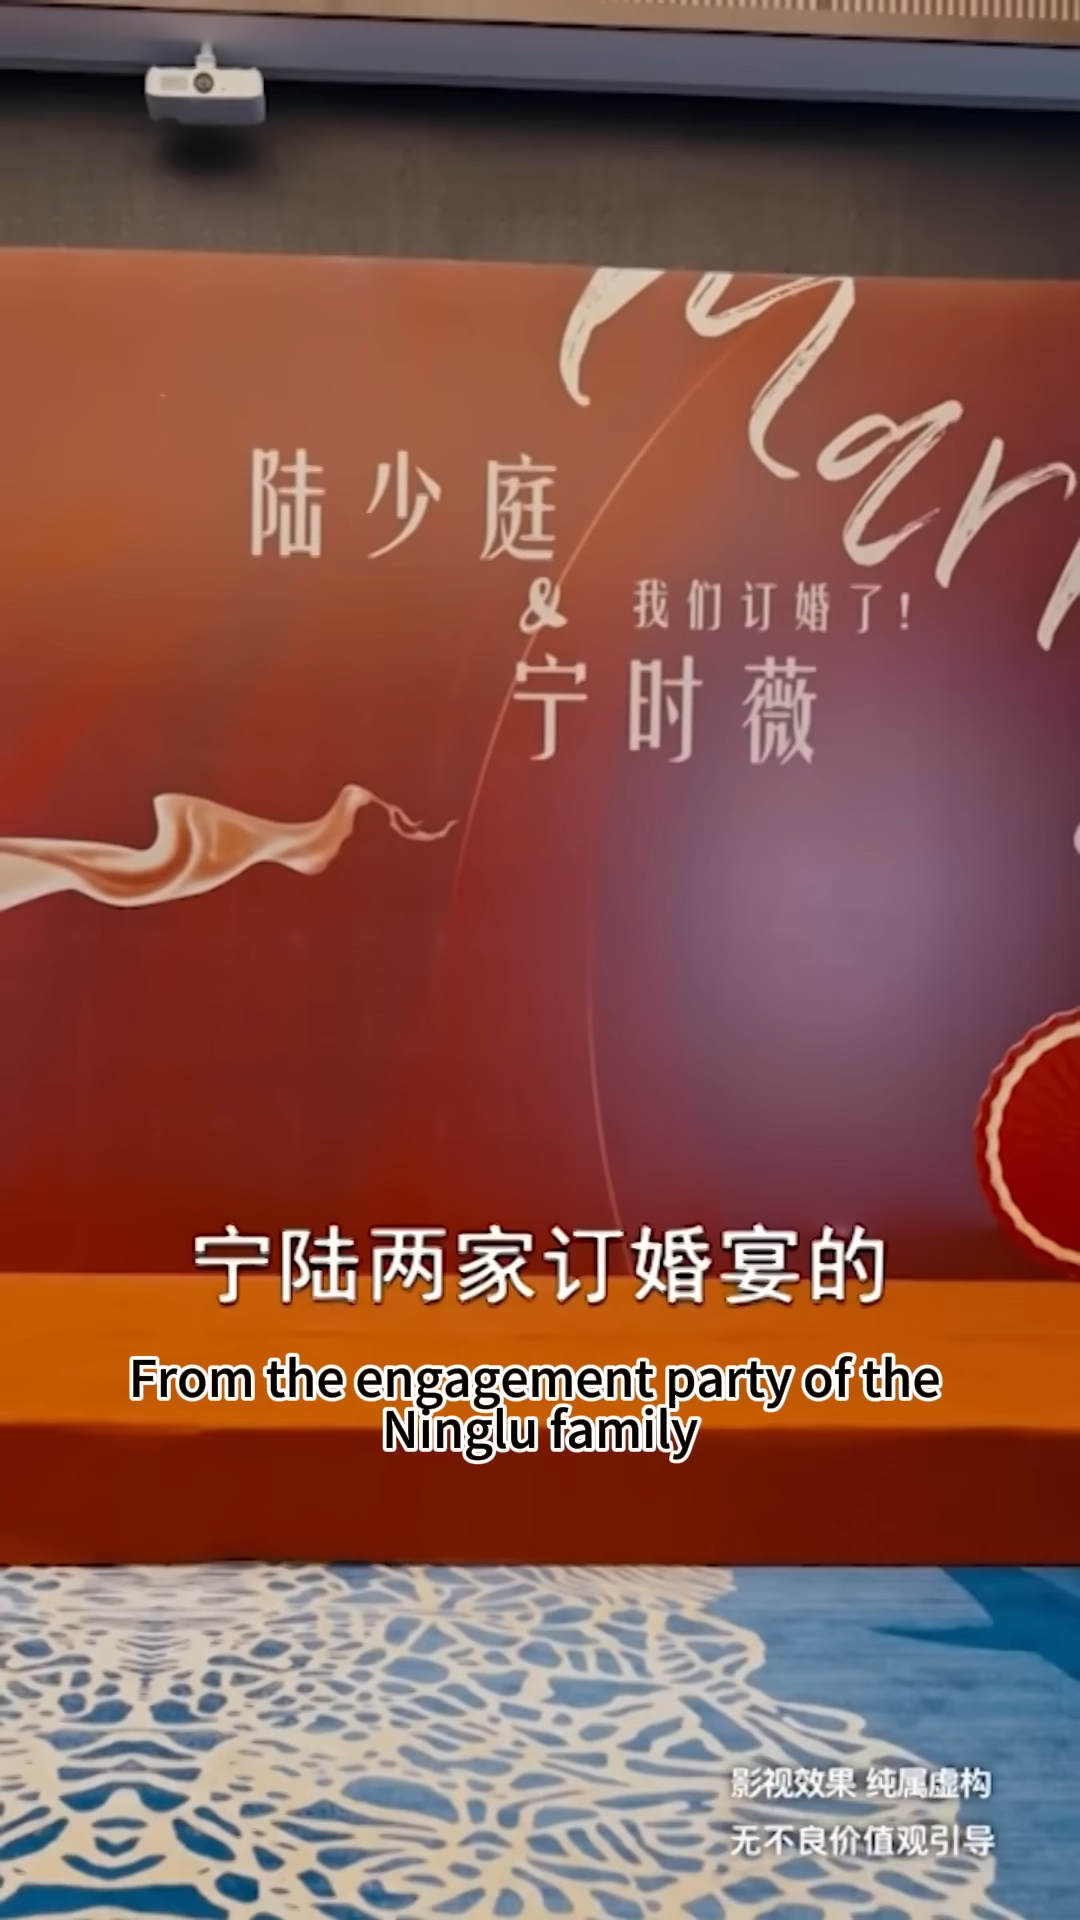 Marr
陆少庭
&
我们订婚了!
宁时薇
宁陆两家订婚宴的
From the engagement party of the
Ninglu family
影视效果 纯属虚构
无不良价值观引导